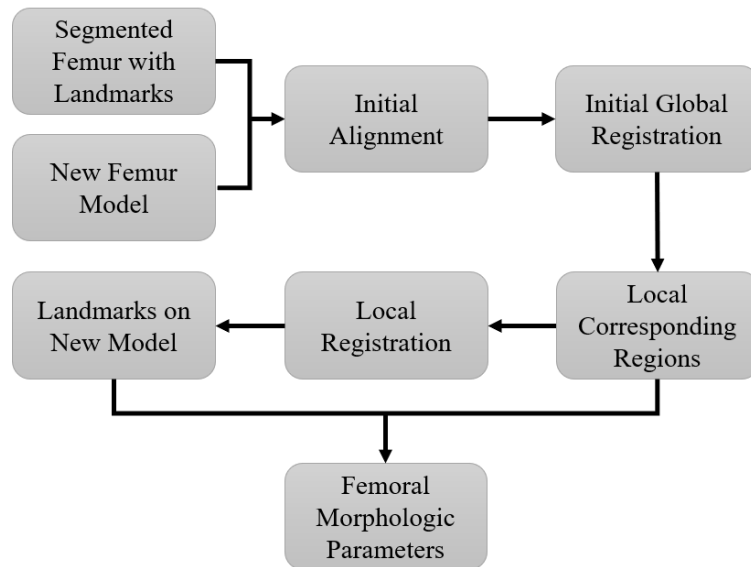 Segmented
Femur with
Landmarks
New Femur
Model
Initial
Alignment
Initial Global
Registration
Landmarks on
New Model
Local
Registration
Local
Corresponding
Regions
Femoral
Morphologic
Parameters